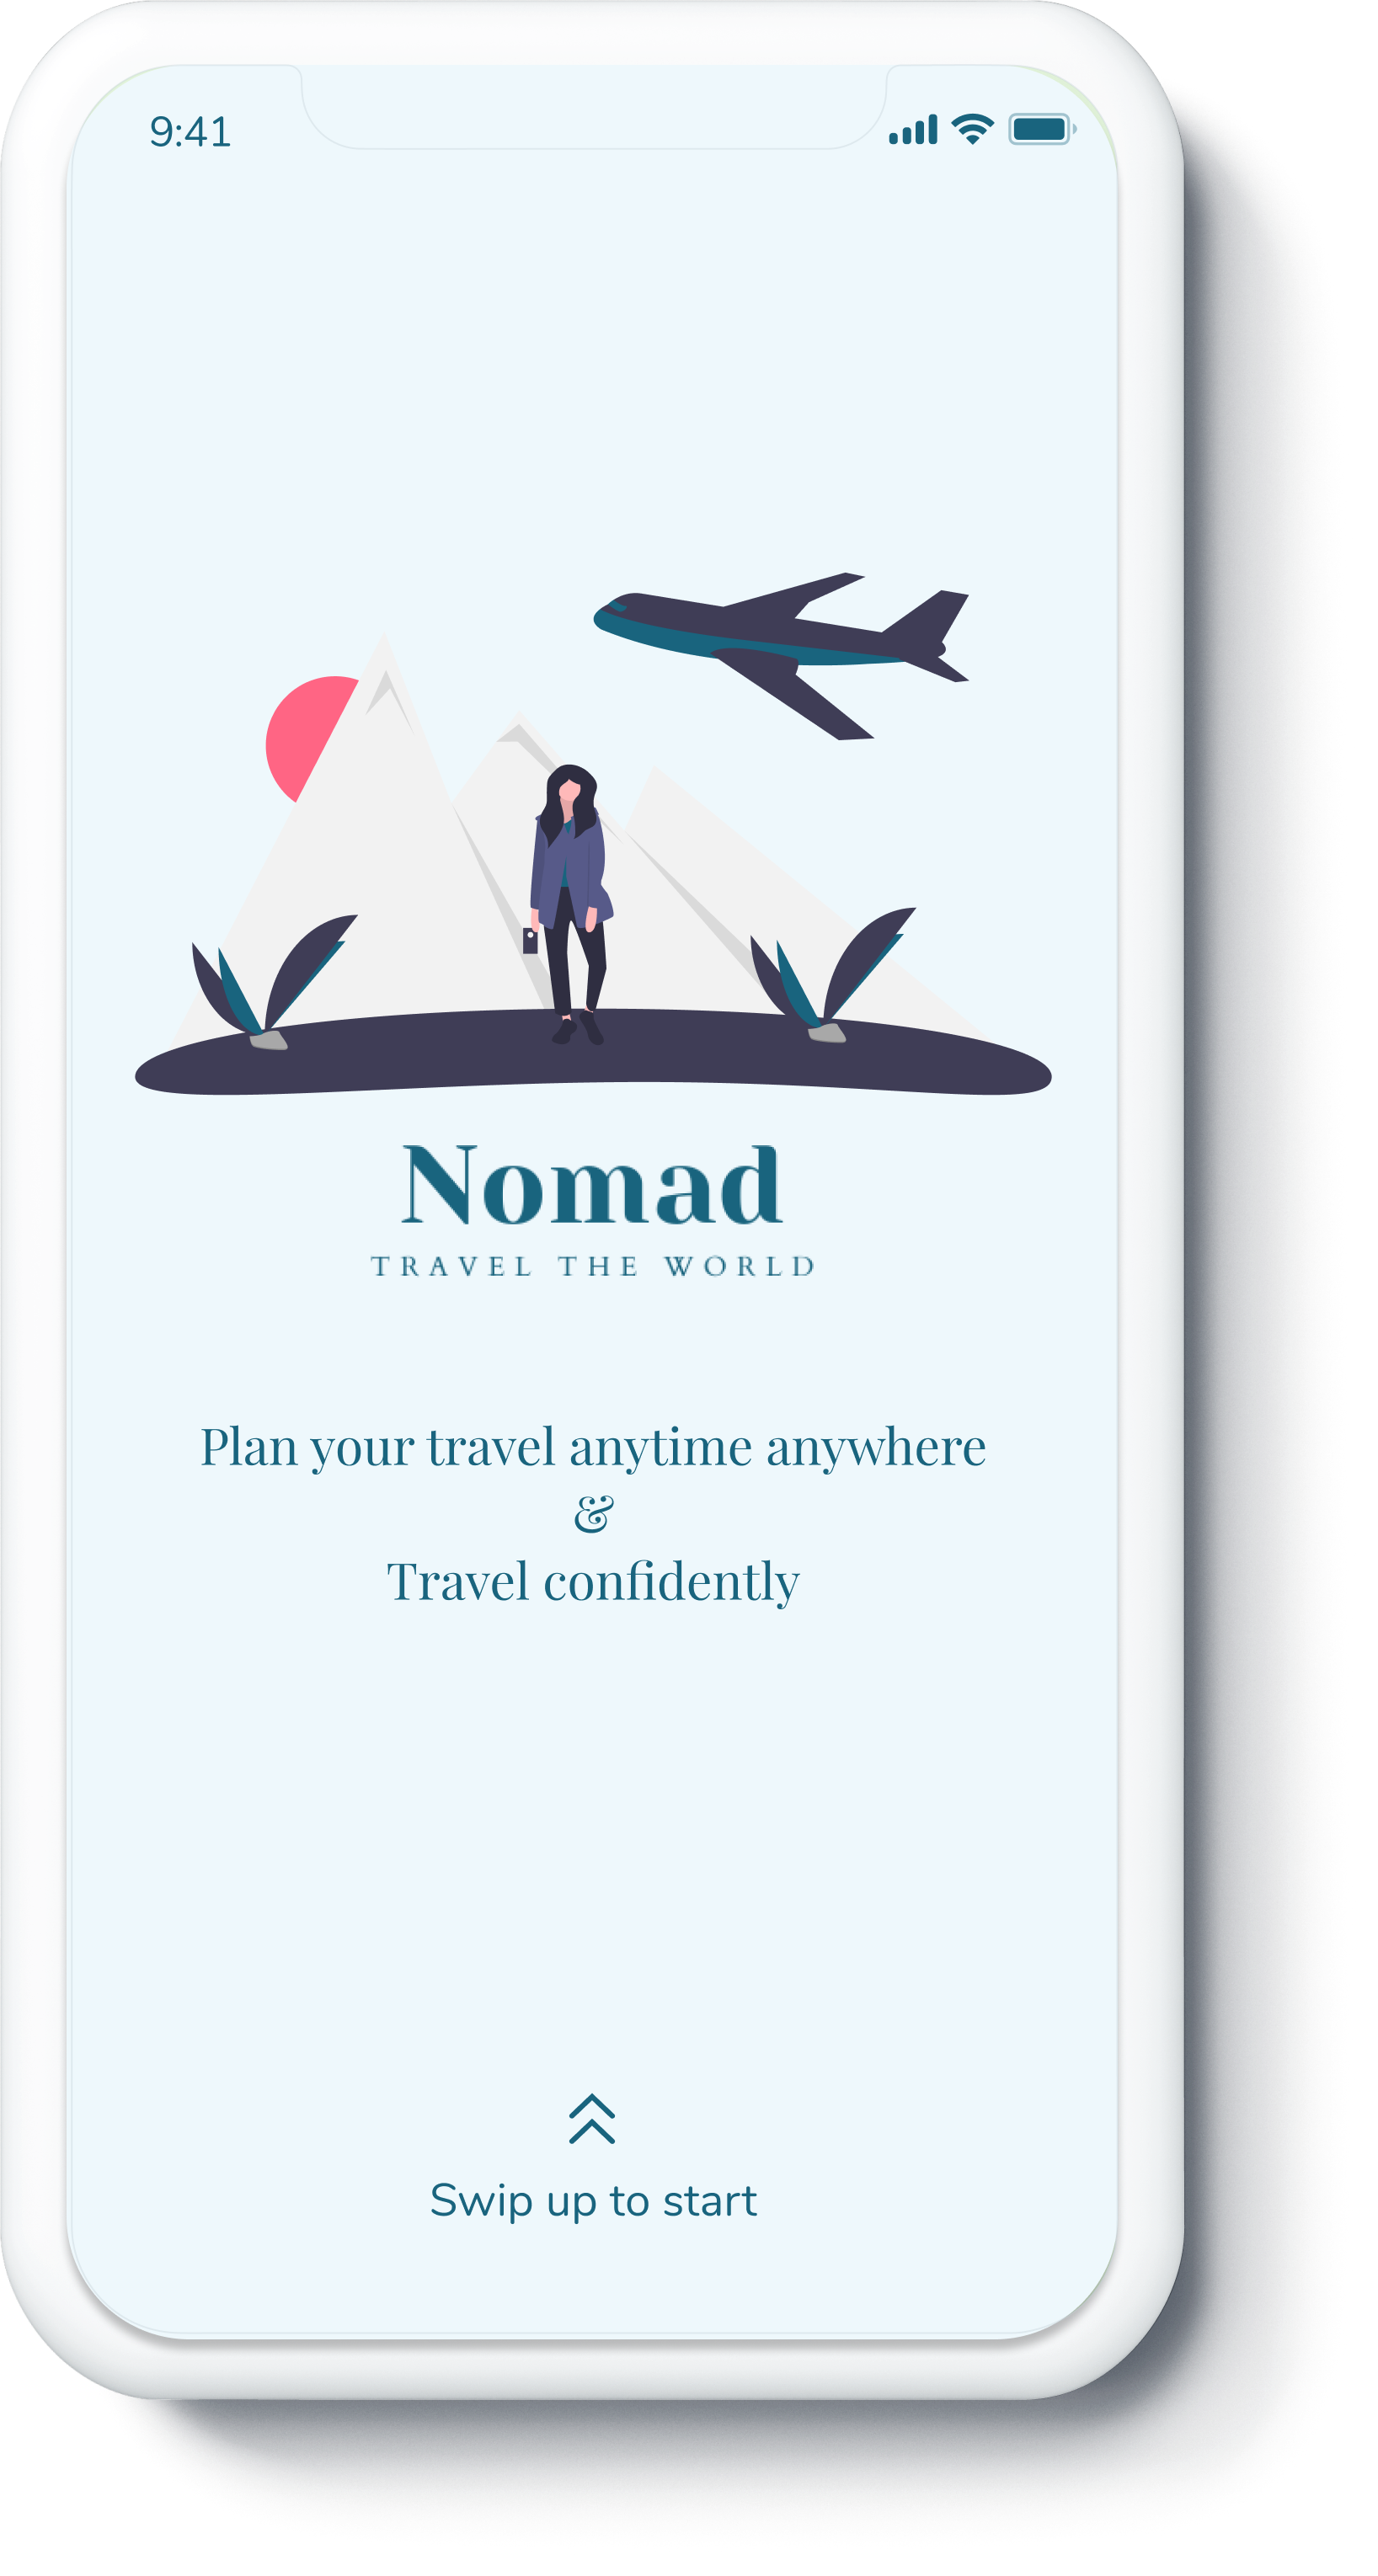 9:41
Nomad
TRAVEL THE WORLD
Plan your travel anytime anywhere
&
Travel confidently
Swip up to start